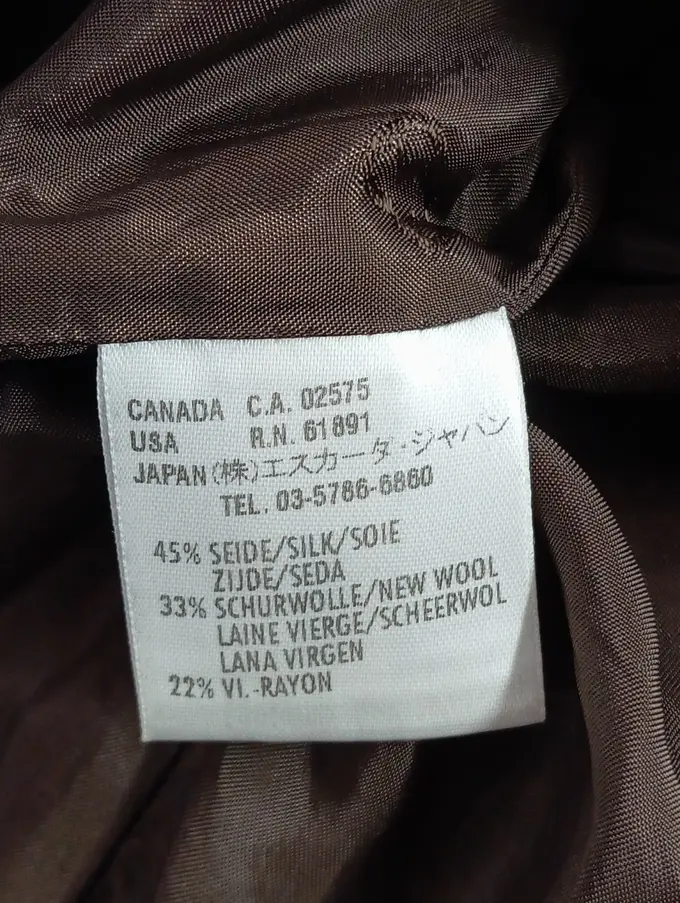 CANADA C.A. 02575
USA R.N. 61891
JAPAN (株)エスカーダ・ジャパン
TEL. 03-5786-6860
45% SEIDE/SILK/SOIE
ZIJDE/SEDA
33% SCHURWOLLE/NEW WOOL
LAINE VIERGE/SCHEERWOL
LANA VIRGEN
22% VI.-RAYON